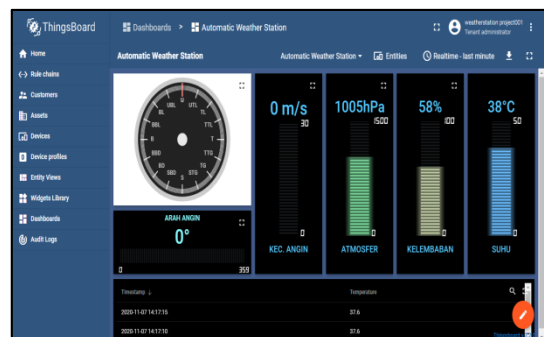 ThingsBoard
Dashboards > Automatic Weather Station
weatherstation project001
Tenant administrator
Home
Rule chains
Customers
Assets
Devices
Device profiles
Entity Views
Widgets Library
Dashboards
Audit Logs
Automatic Weather Station
Automatic Weather Station
Entities
Realtime - last minute
U
UTL
TL
TTL
T
TTG
TG
STG
S
SBD
BD
BBD
B
BBL
BL
UBL
ARAH ANGIN
0°
0
359
0 m/s
30
0
KEC. ANGIN
1005hPa
1500
0
ATMOSFER
58%
100
0
KELEMBABAN
38°C
50
0
SUHU
Timestamp ↓
Temperature
2020-11-07 14:17:15
37.6
2020-11-07 14:17:10
37.6